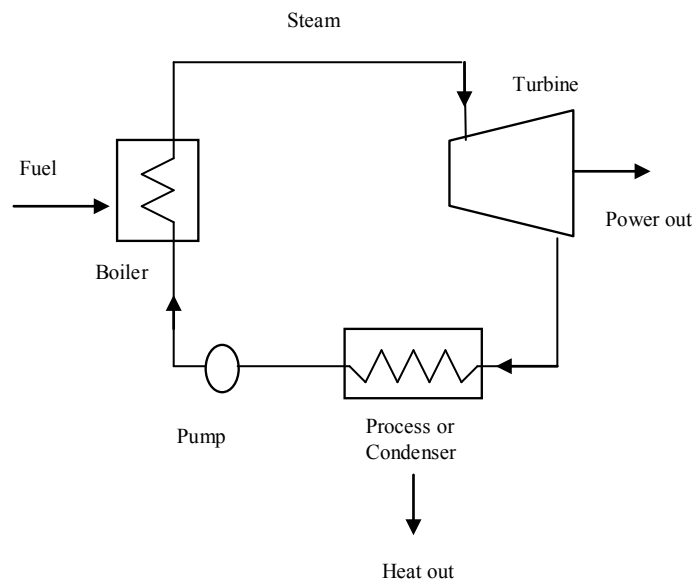 Steam
Turbine
Fuel
Power out
Boiler
Pump
Process or
Condenser
Heat out